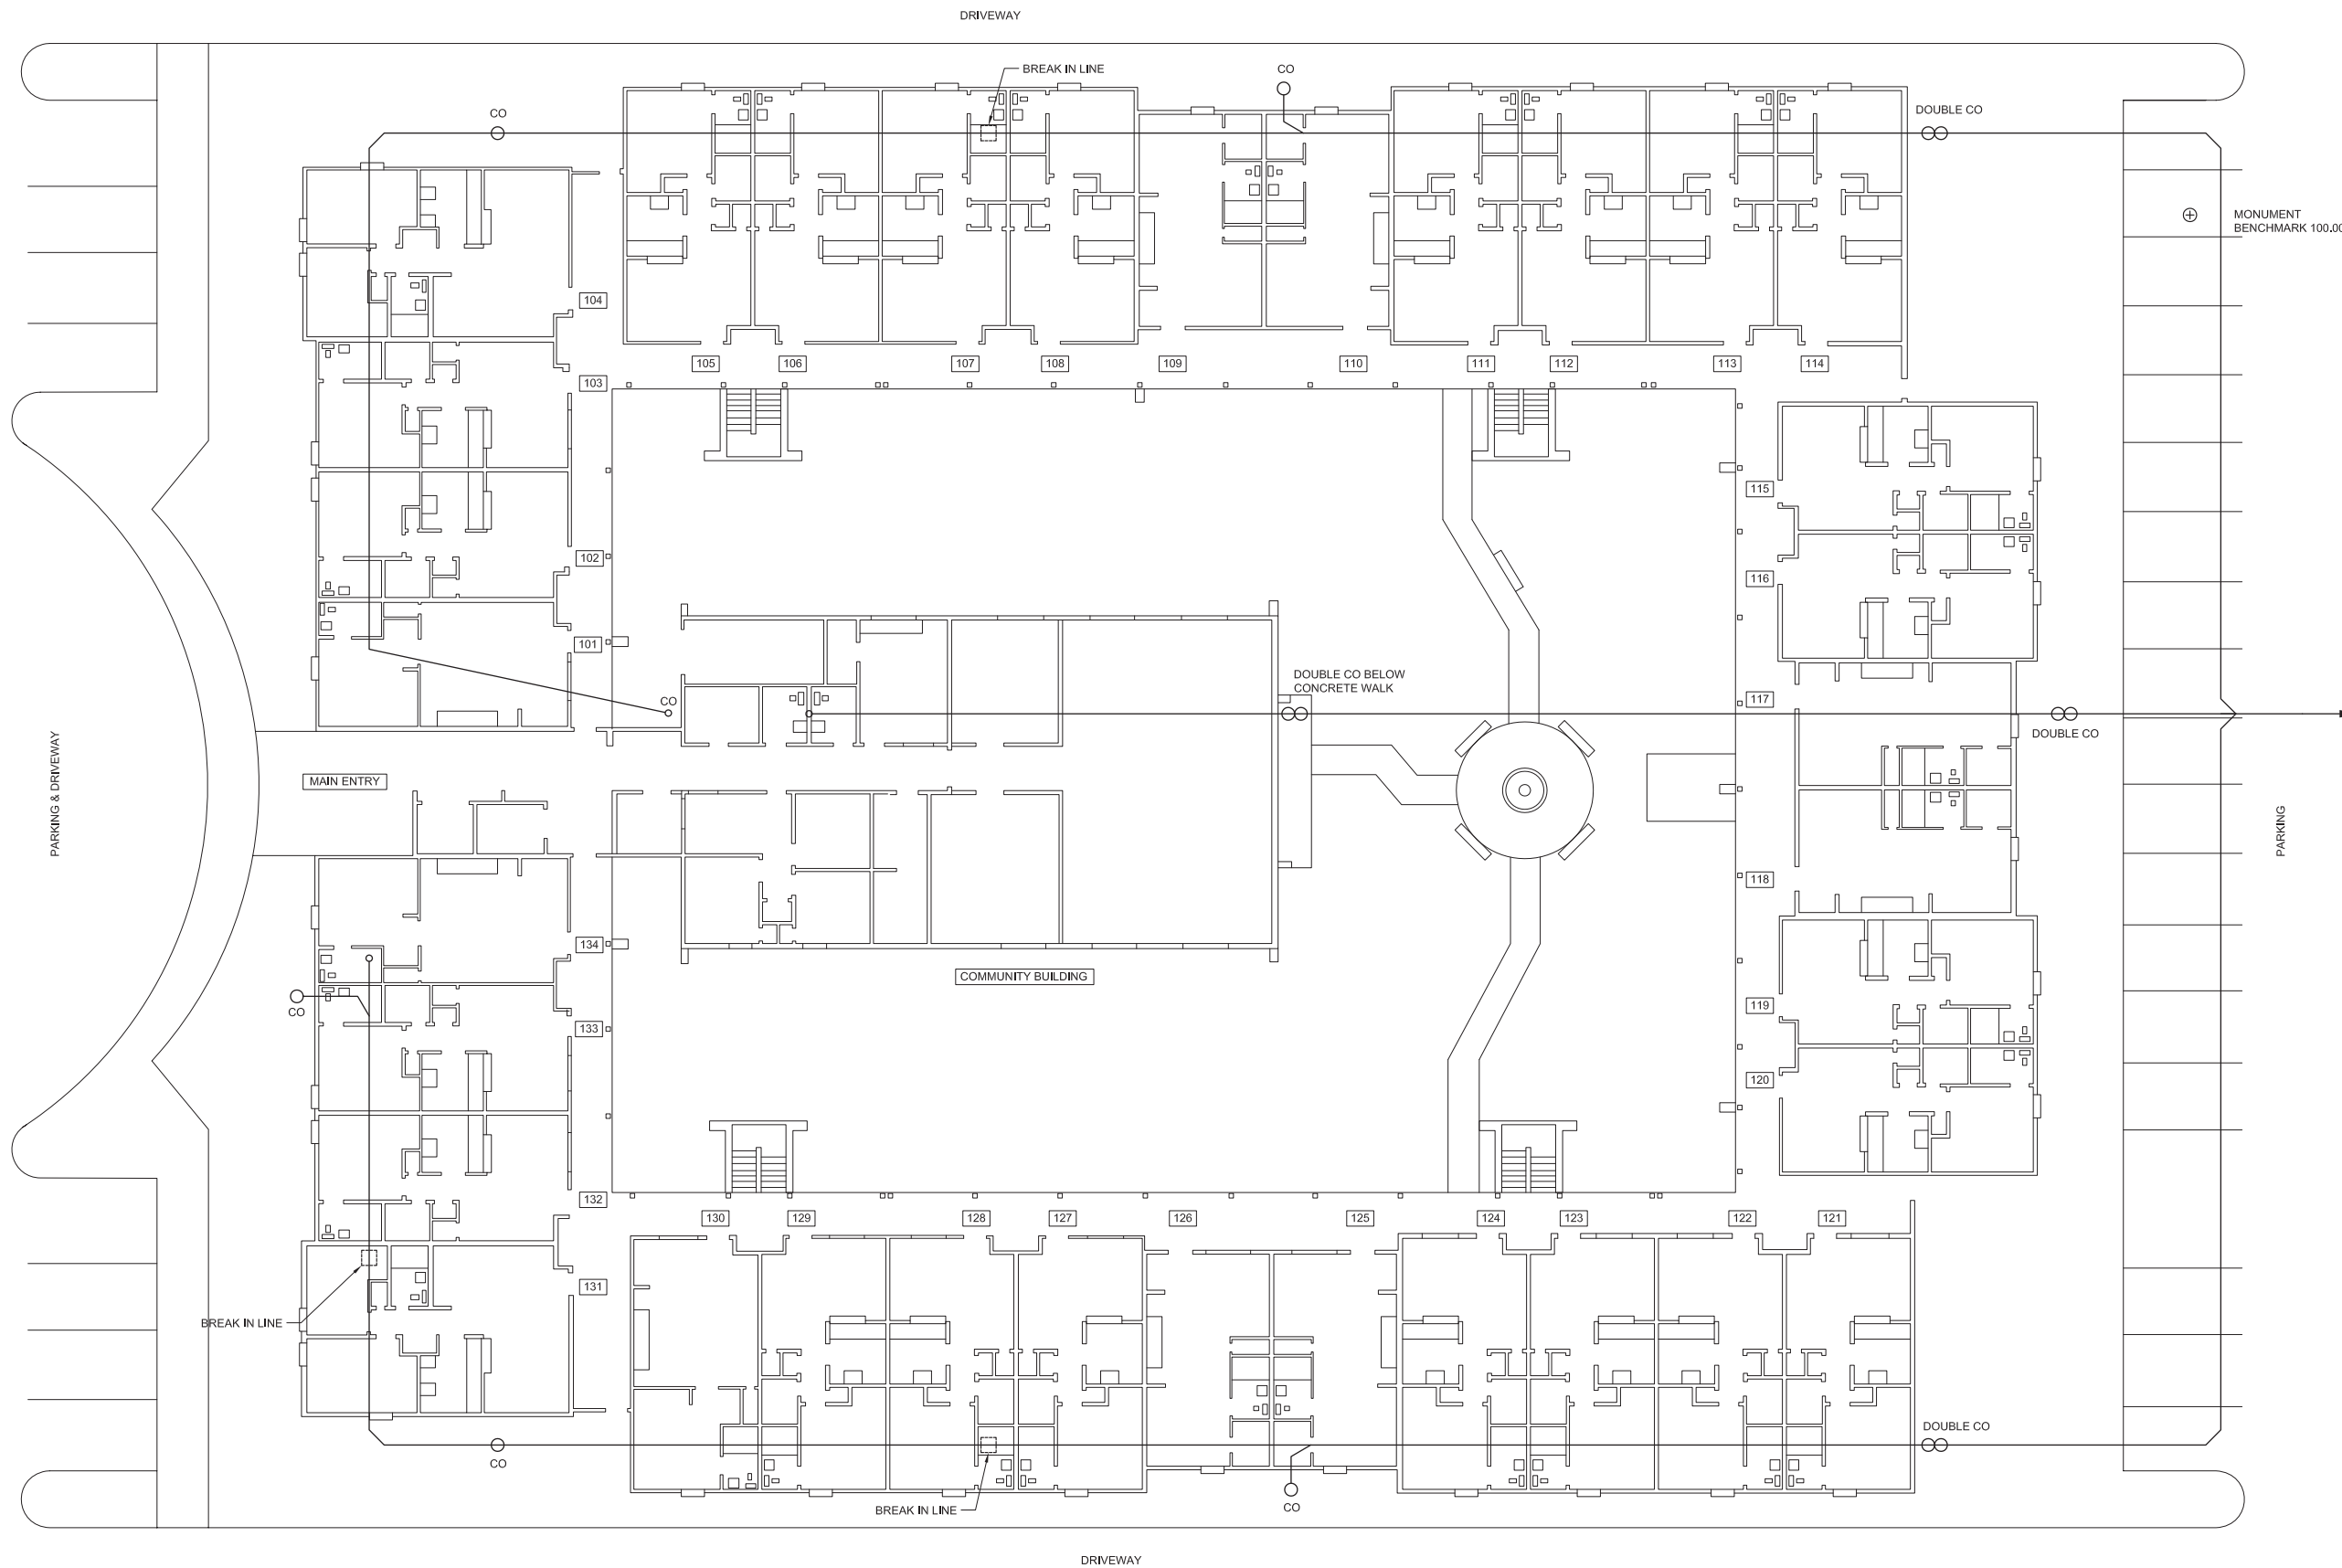 DRIVEWAY
BREAK IN LINE
CO
CO
DOUBLE CO
MONUMENT
BENCHMARK 100.00
104
105
106
107
108
109
110
111
112
113
114
103
115
102
116
101
DOUBLE CO BELOW
CONCRETE WALK
CO
117
DOUBLE CO
PARKING & DRIVEWAY
MAIN ENTRY
PARKING
118
134
COMMUNITY BUILDING
CO
119
133
120
132
130
129
128
127
126
125
124
123
122
121
131
BREAK IN LINE
DOUBLE CO
CO
BREAK IN LINE
CO
DRIVEWAY